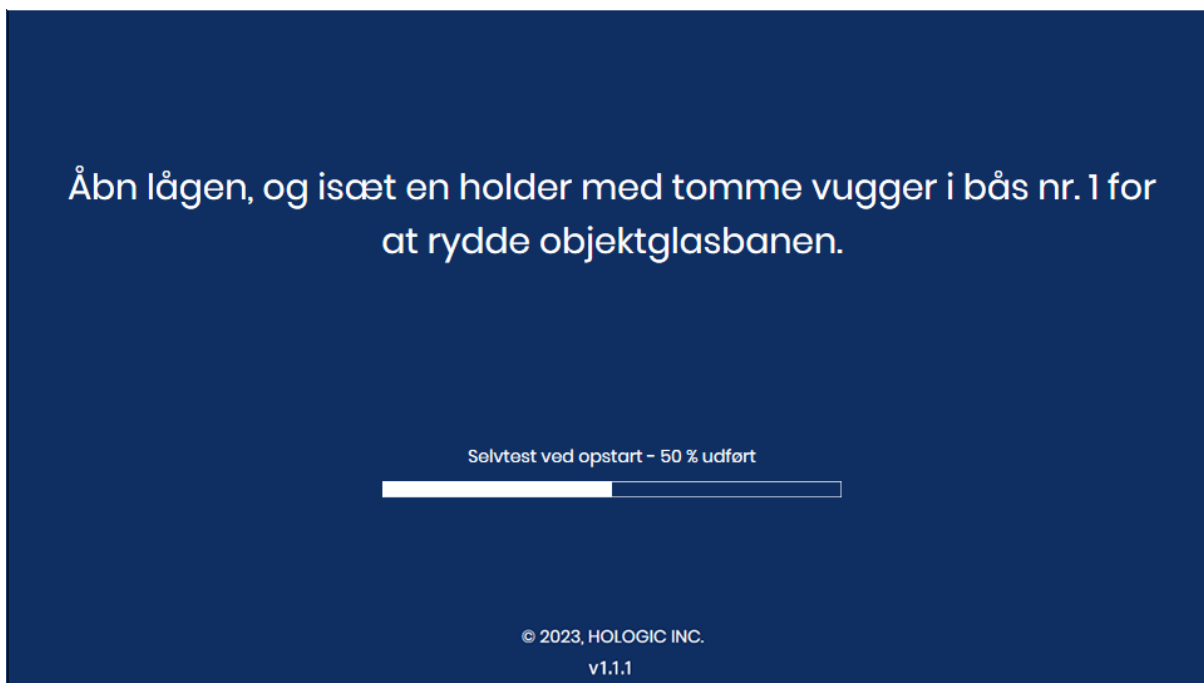 Åbn lågen, og isæt en holder med tomme vugger i bås nr. 1 for
at rydde objektglasbanen.
Selvtest ved opstart - 50 % udført
© 2023, HOLOGIC INC.
v1.1.1